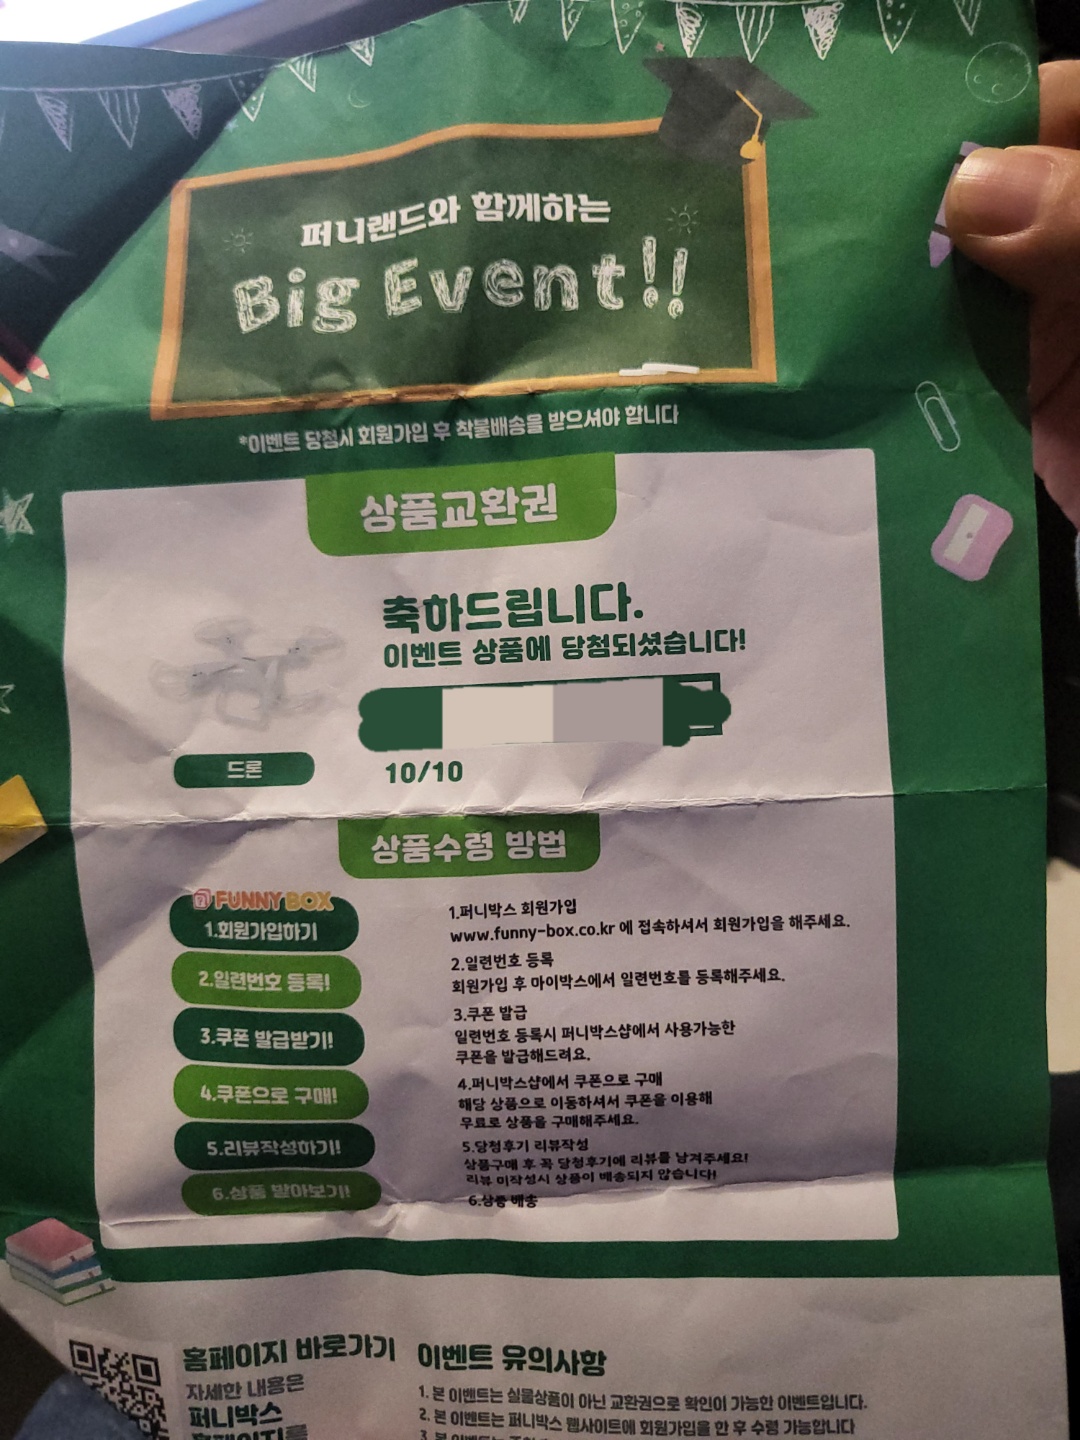 퍼니랜드와 함께하는
Big Event!!
*이벤트 당첨시 회원가입 후 착불배송을 받으셔야 합니다
상품교환권
축하드립니다.
이벤트 상품에 당첨되셨습니다!
드론
10/10
상품수령 방법
FUNNY BOX
1.회원가입하기
2.일련번호 등록!
3.쿠폰 발급받기!
4.쿠폰으로 구매!
5.리뷰작성하기!
6.상품 받아보기!
1.퍼니박스 회원가입
www.funny-box.co.kr 에 접속하셔서 회원가입을 해주세요.
2.일련번호 등록
회원가입 후 마이박스에서 일련번호를 등록해주세요.
3.쿠폰 발급
일련번호 등록시 퍼니박스샵에서 사용가능한
쿠폰을 발급해드려요.
4.퍼니박스샵에서 쿠폰으로 구매
해당 상품으로 이동하셔서 쿠폰을 이용해
무료로 상품을 구매해주세요.
5.당첨후기 리뷰작성
상품구매 후 꼭 당첨후기에 리뷰를 남겨주세요!
리뷰 미작성시 상품이 배송되지 않습니다!
6.상품 배송
홈페이지 바로가기
자세한 내용은
퍼니박스
홈페이지를
이벤트 유의사항
1. 본 이벤트는 실물상품이 아닌 교환권으로 확인이 가능한 이벤트입니다.
2. 본 이벤트는 퍼니박스 웹사이트에 회원가입을 한 후 수령 가능합니다
3. 본 이벤트는